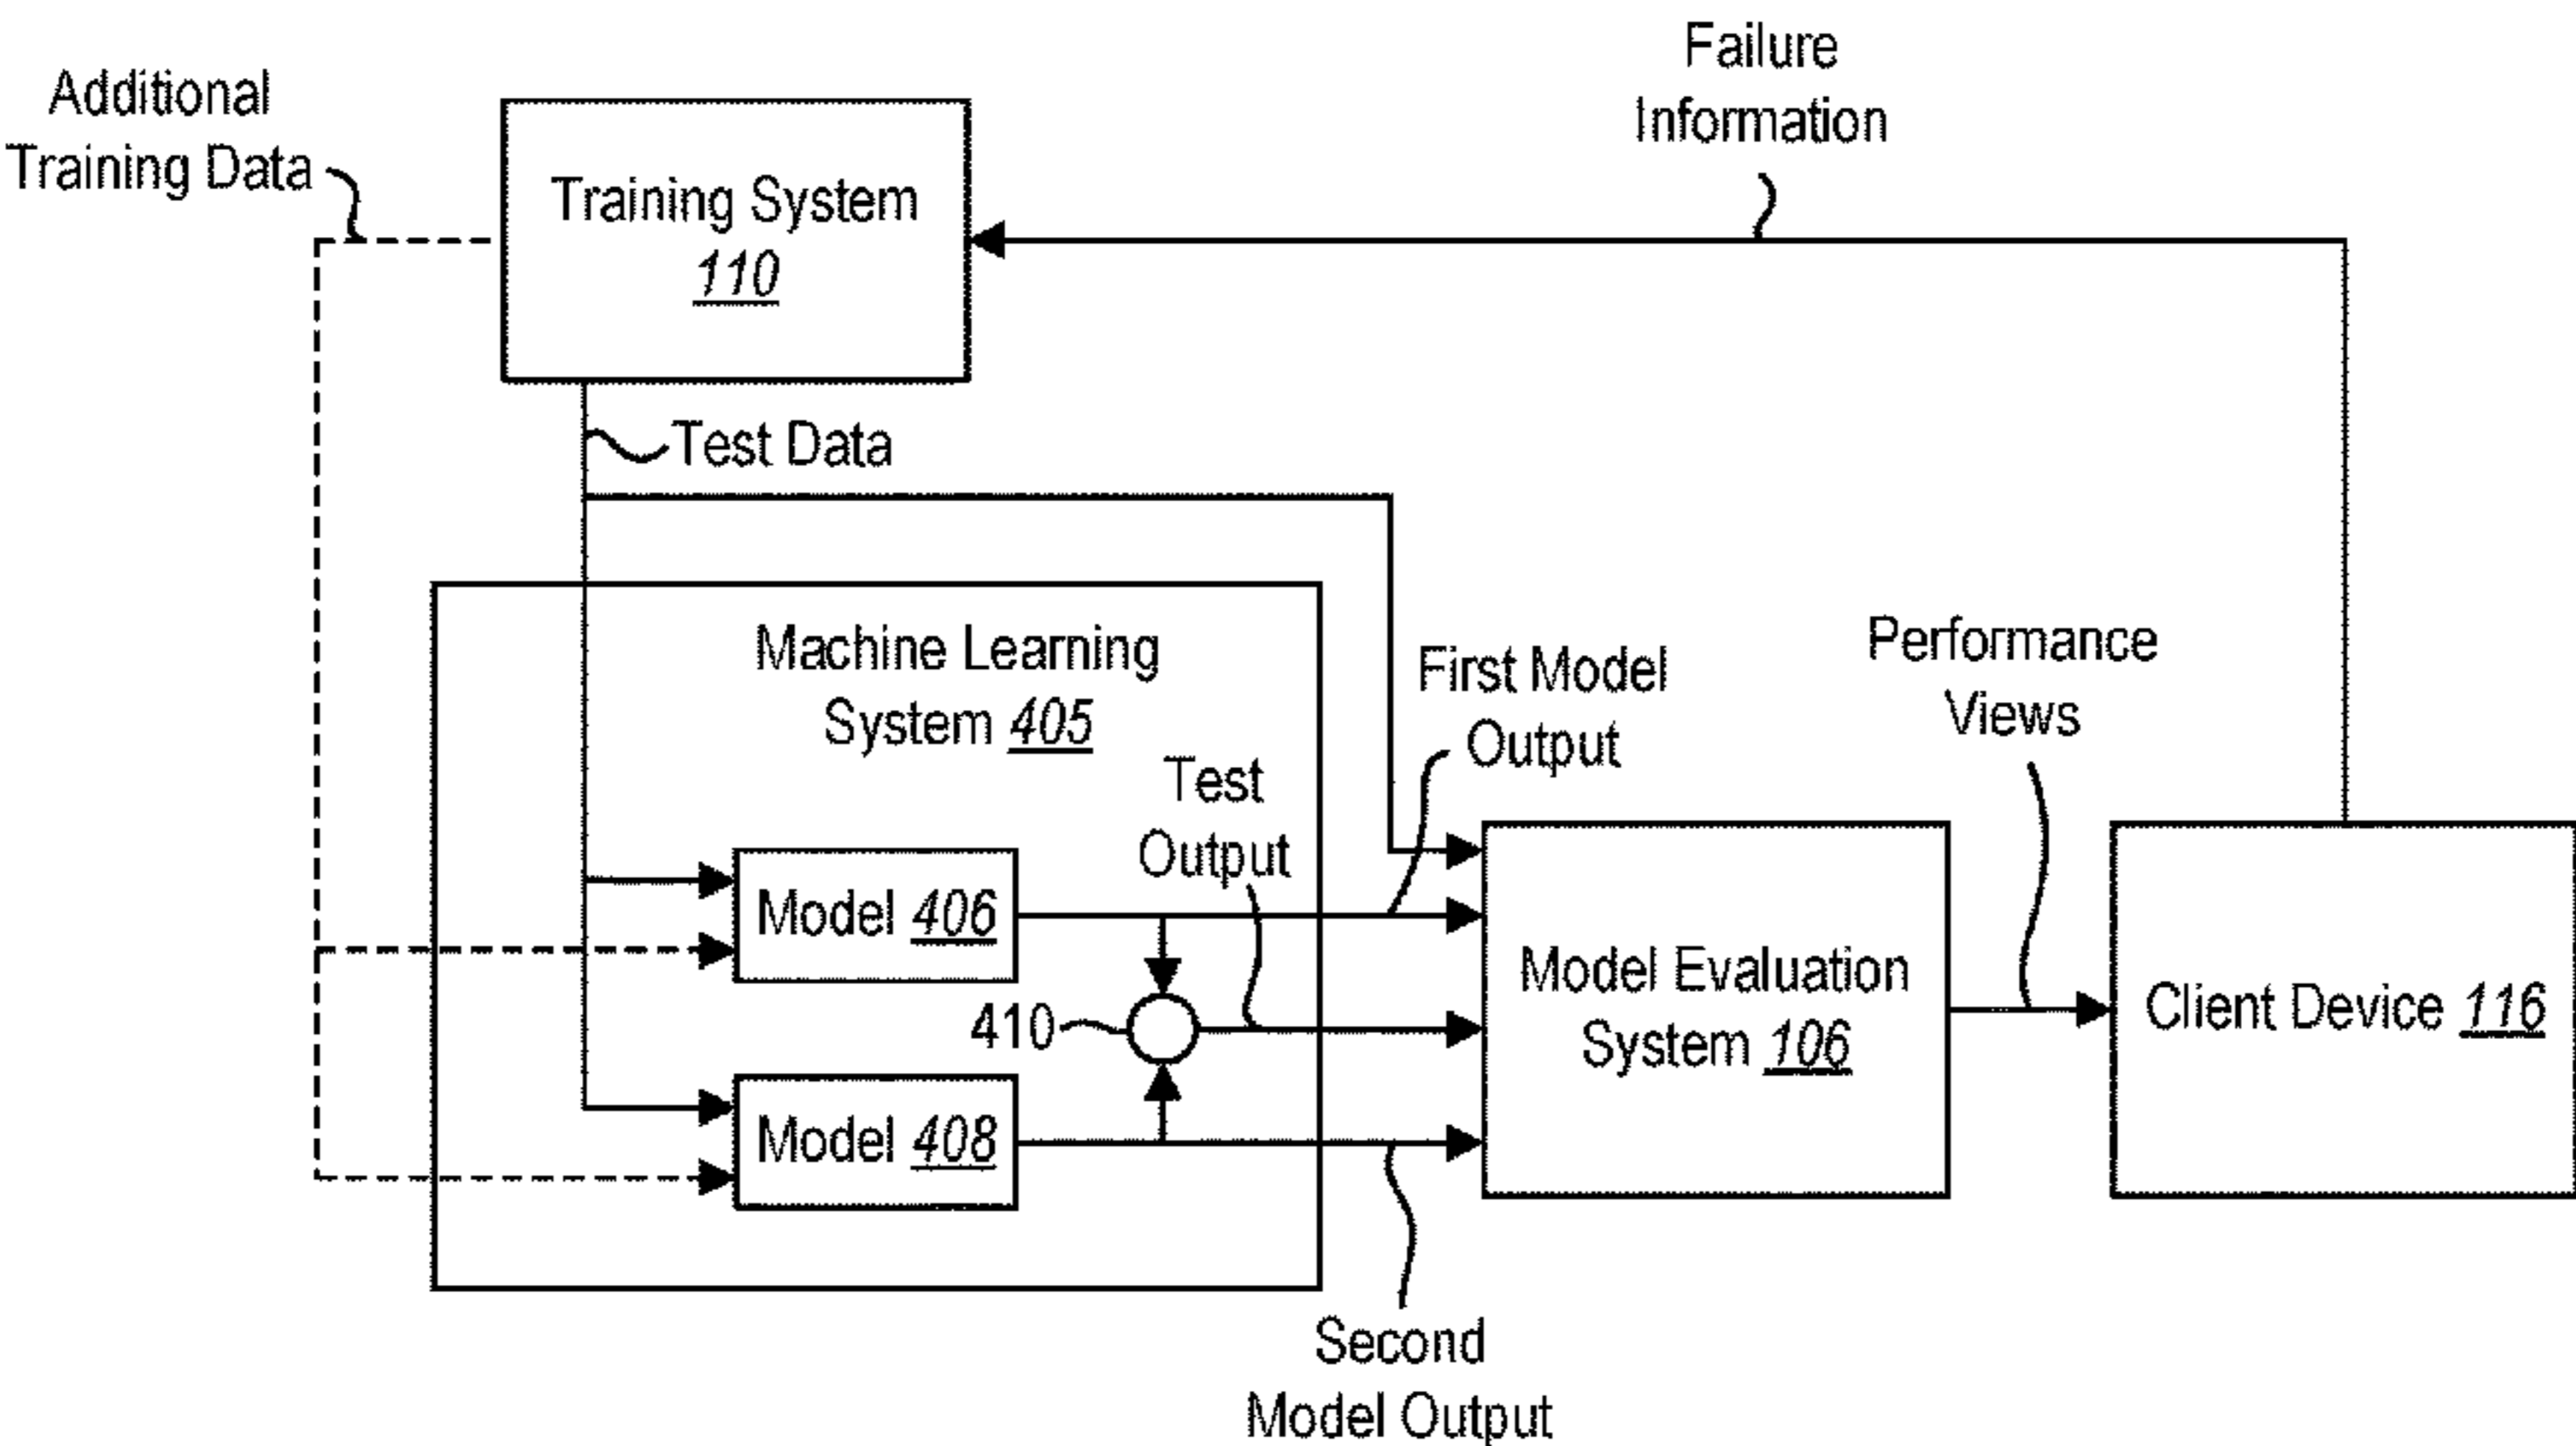 Failure
Information
Additional
Training Data
Training System
110
Test Data
Machine Learning
System 405
First Model
Output
Performance
Views
Test
Output
Model 406
410
Model 408
Model Evaluation
System 106
Client Device 116
Second
Model Output